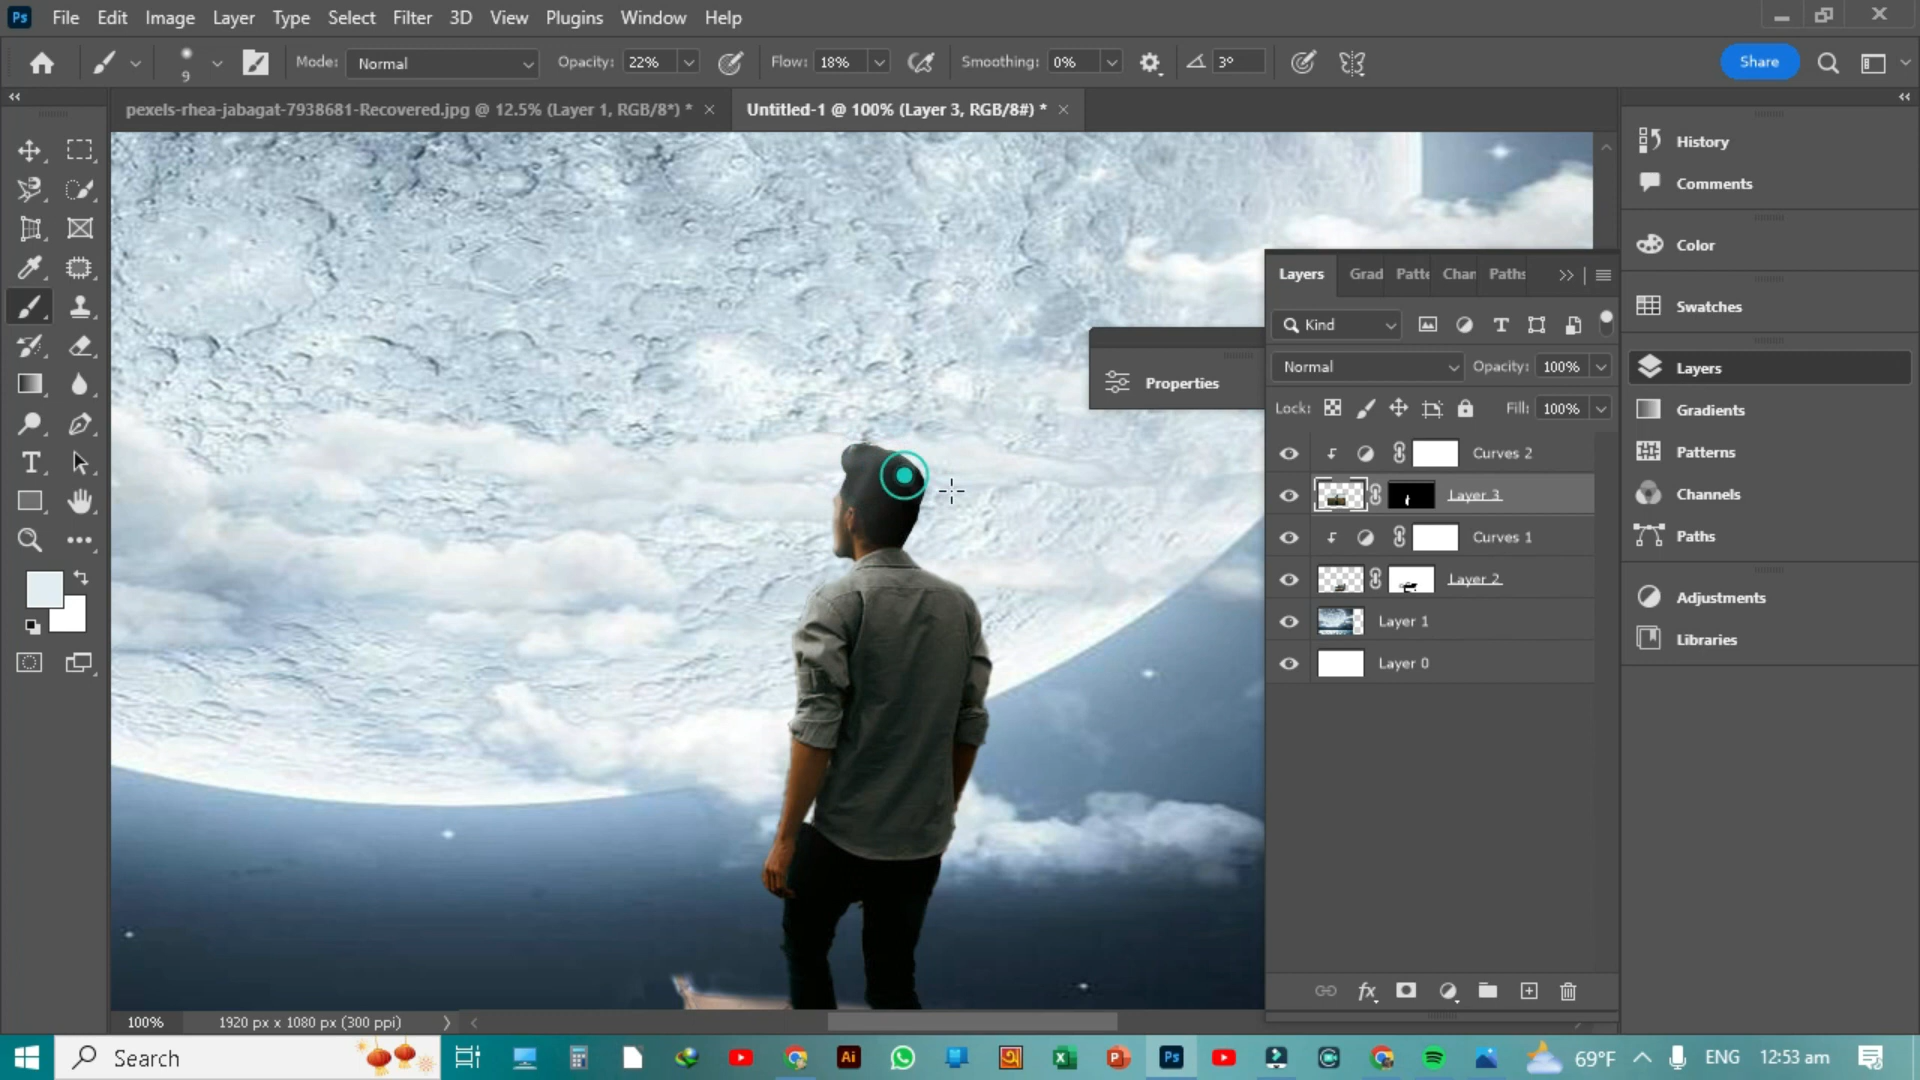 Ps File Edit Image Layer Type Select Filter 3D View Plugins Window Help
9 Mode: Normal Opacity: 22% Flow: 18% Smoothing: 0% 3° Share
pexels-rhea-jabagat-7938681-Recovered.jpg @ 12.5% (Layer 1, RGB/8*) * × Untitled-1 @ 100% (Layer 3, RGB/8#) * ×
History
Comments
Color
Swatches
Layers
Gradients
Patterns
Channels
Paths
Adjustments
Libraries
Properties
Layers Grad Patte Char Paths
Kind
Normal Opacity: 100%
Lock: Fill: 100%
Curves 2
Layer 3
Curves 1
Layer 2
Layer 1
Layer 0
fx
T
100% 1920 px x 1080 px (300 ppi)
Search Ai Ps 69°F ENG 12:53 am